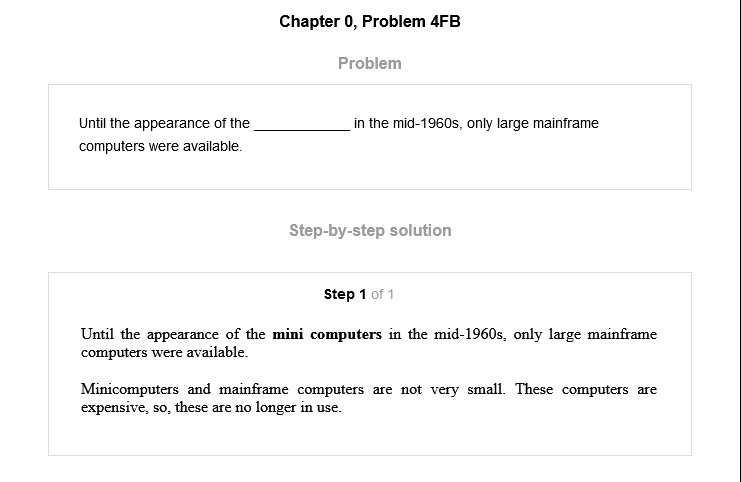 Chapter 0, Problem 4FB
Problem
Until the appearance of the ____________ in the mid-1960s, only large mainframe
computers were available.
Step-by-step solution
Step 1 of 1
Until the appearance of the mini computers in the mid-1960s, only large mainframe
computers were available.
Minicomputers and mainframe computers are not very small. These computers are
expensive, so, these are no longer in use.